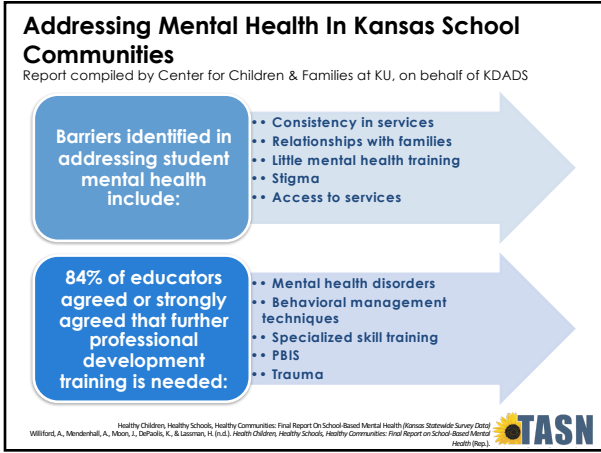 Addressing Mental Health In Kansas School
Communities
Report compiled by Center for Children & Families at KU, on behalf of KDADS
Barriers identified in
addressing student
mental health
include:
•• Consistency in services
•• Relationships with families
•• Little mental health training
•• Stigma
•• Access to services
84% of educators
agreed or strongly
agreed that further
professional
development
training is needed:
•• Mental health disorders
•• Behavioral management
techniques
•• Specialized skill training
•• PBIS
•• Trauma
Healthy Children, Healthy Schools, Healthy Communities: Final Report On School-Based Mental Health (Kansas Statewide Survey Data)
Williford, A., Mendenhall, A., Moon, J., DePaolis, K., & Lassman, H. (n.d.). Health Children, Healthy Schools, Healthy Communities: Final Report on School-Based Mental
Health (Rep.).
TASN